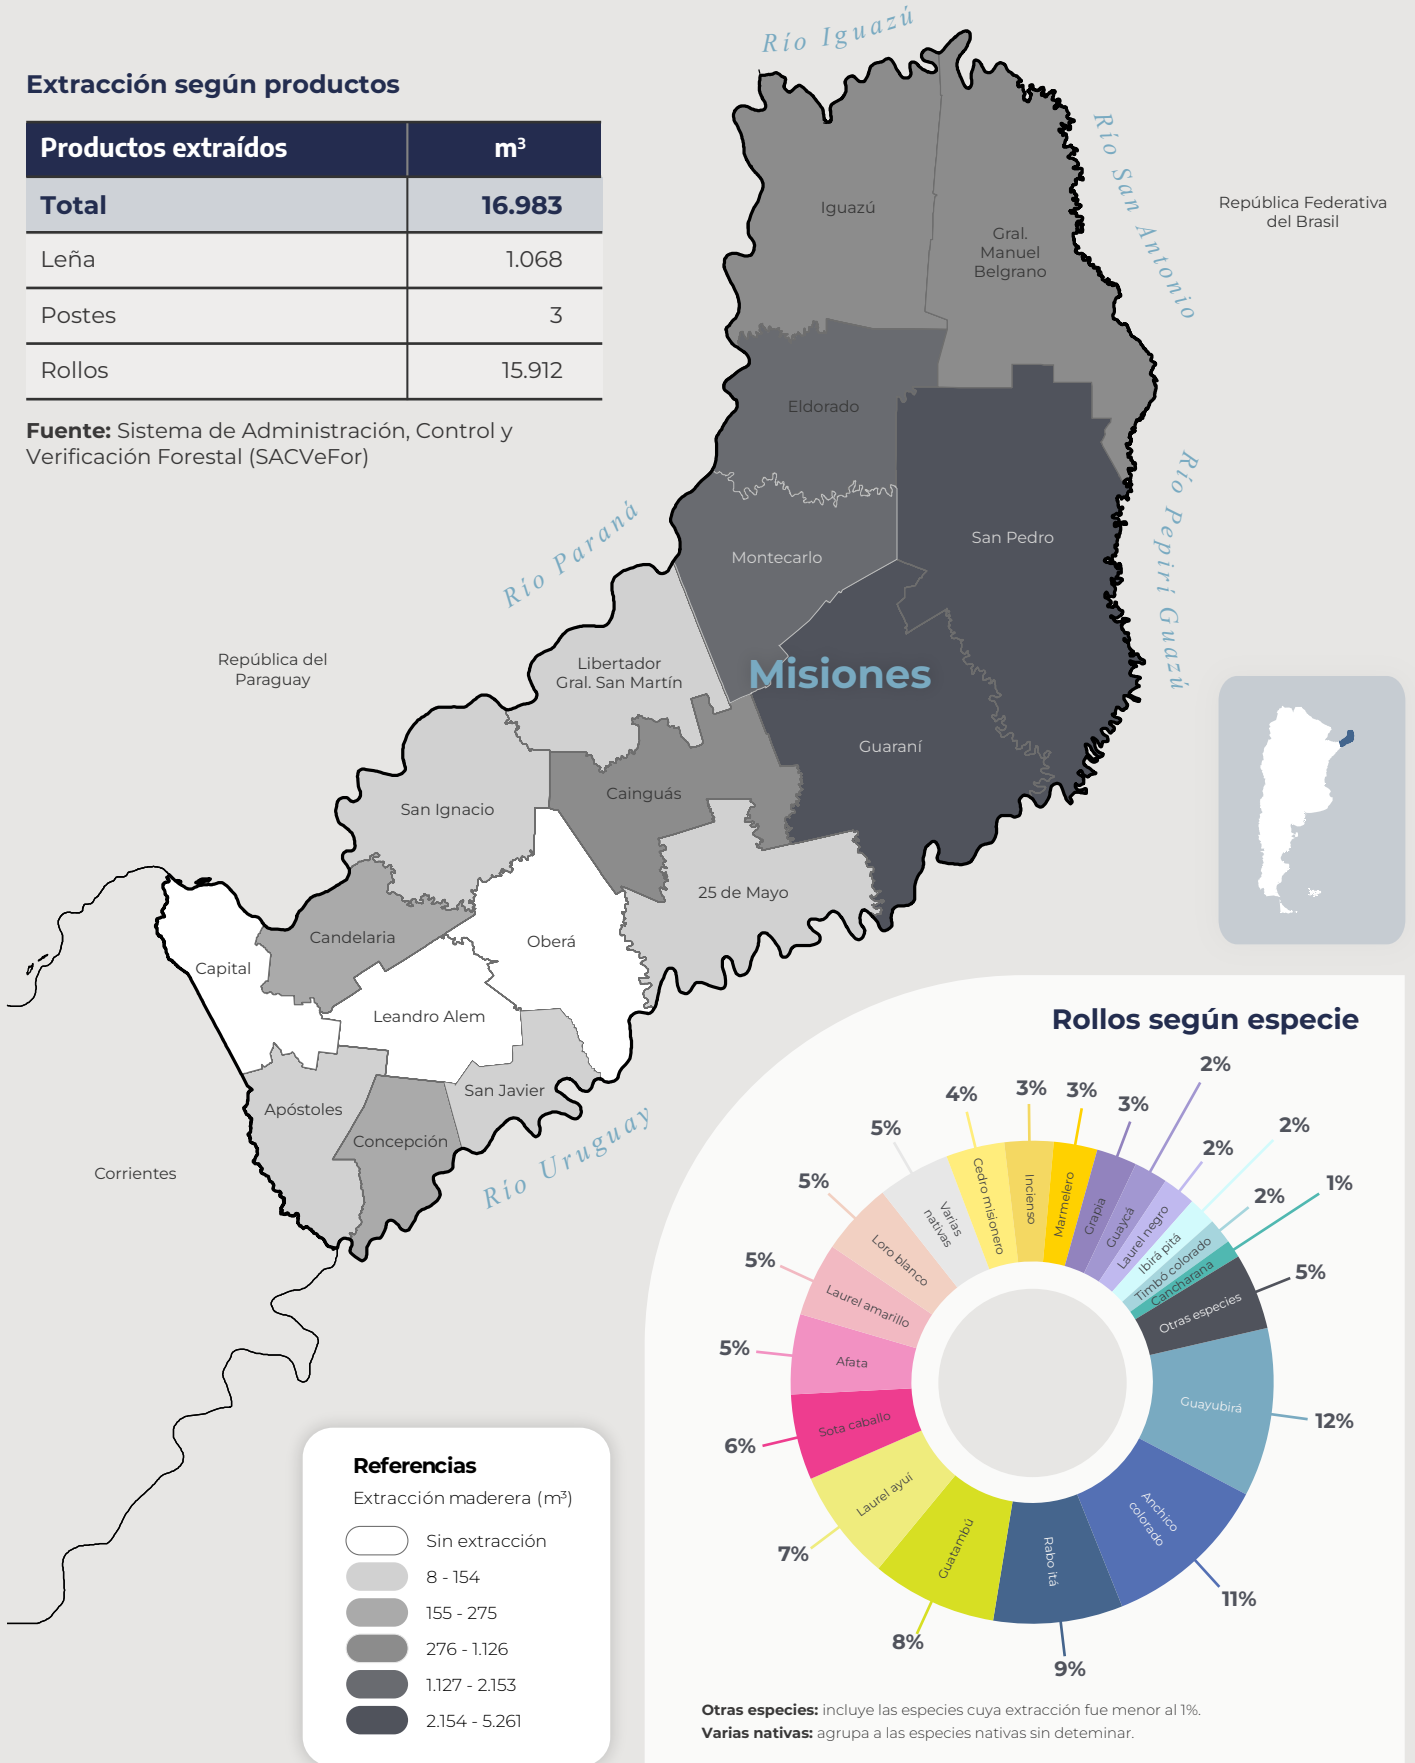 Extracción según productos
Productos extraídos m³
Total 16.983
Leña 1.068
Postes 3
Rollos 15.912
Fuente: Sistema de Administración, Control y
Verificación Forestal (SACVeFor)
Río Iguazú
Río San Antonio
República Federativa
del Brasil
Iguazú
Gral.
Manuel
Belgrano
Eldorado
Río Pepirí Guazú
San Pedro
Montecarlo
Río Paraná
República del
Paraguay
Libertador
Gral. San Martín
Misiones
Guaraní
Cainguás
San Ignacio
25 de Mayo
Candelaria
Oberá
Capital
Leandro Alem
San Javier
Apóstoles
Concepción
Río Uruguay
Corrientes
Rollos según especie
Guayubirá 12%
Anchico
colorado 11%
Rabo itá 9%
Guatambú 8%
Laurel ayuí 7%
Sota caballo 6%
Afata 5%
Laurel amarillo 5%
Loro blanco 5%
Varias
nativas 5%
Cedro misionero 4%
Incienso 3%
Marmelero 3%
Grapia 3%
Guaycá 2%
Laurel negro 2%
Ibirá pitá 2%
Timbó colorado 2%
Cancharana 1%
Otras especies 5%
Otras especies: incluye las especies cuya extracción fue menor al 1%.
Varias nativas: agrupa a las especies nativas sin deteminar.
Referencias
Extracción maderera (m³)
Sin extracción
8 - 154
155 - 275
276 - 1.126
1.127 - 2.153
2.154 - 5.261